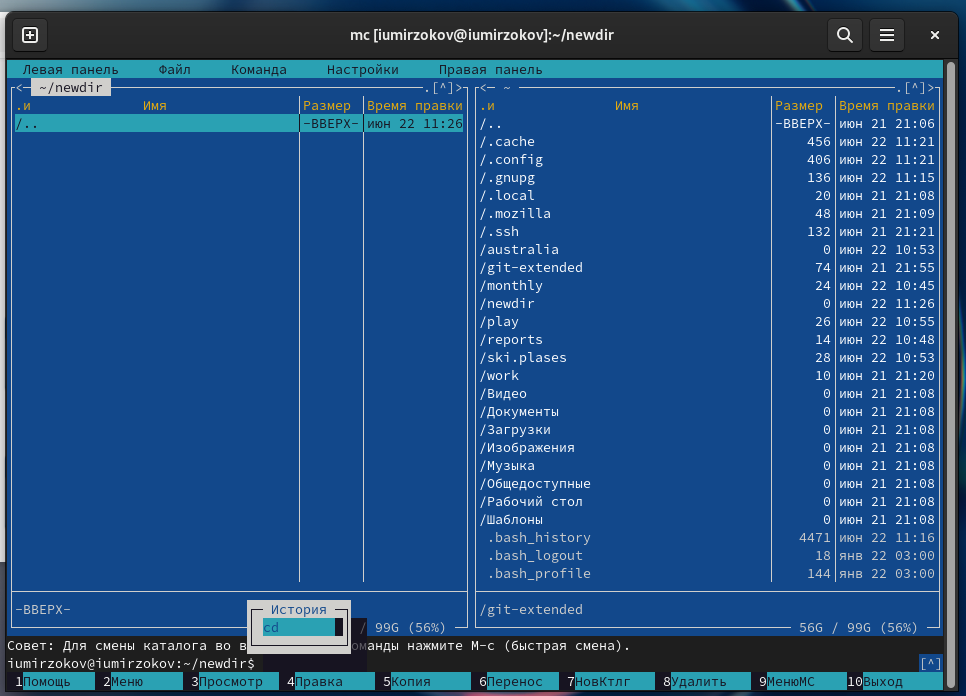 mc [iumirzokov@iumirzokov]:~/newdir
Левая панель Файл Команда Настройки Правая панель
<─ ~/newdir .[^]>
.и Имя Размер Время правки
/.. -ВВЕРХ- июн 22 11:26
-ВВЕРХ-
/ 99G (56%)
<─ ~ .[^]>
.и Имя Размер Время правки
/.. -ВВЕРХ- июн 21 21:06
/.cache 456 июн 22 11:21
/.config 406 июн 22 11:21
/.gnupg 136 июн 22 11:15
/.local 20 июн 21 21:08
/.mozilla 48 июн 21 21:09
/.ssh 132 июн 21 21:21
/australia 0 июн 22 10:53
/git-extended 74 июн 21 21:55
/monthly 24 июн 22 10:45
/newdir 0 июн 22 11:26
/play 26 июн 22 10:55
/reports 14 июн 22 10:48
/ski.plases 28 июн 22 10:53
/work 10 июн 21 21:20
/Видео 0 июн 21 21:08
/Документы 0 июн 21 21:08
/Загрузки 0 июн 21 21:08
/Изображения 0 июн 21 21:08
/Музыка 0 июн 21 21:08
/Общедоступные 0 июн 21 21:08
/Рабочий стол 0 июн 21 21:08
/Шаблоны 0 июн 21 21:08
.bash_history 4471 июн 22 11:16
.bash_logout 18 янв 22 03:00
.bash_profile 144 янв 22 03:00
/git-extended
56G / 99G (56%)
История
cd
Совет: Для смены каталога во в оманды нажмите M-c (быстрая смена).
iumirzokov@iumirzokov:~/newdir$ [^]
1Помощь 2Меню 3Просмотр 4Правка 5Копия 6Перенос 7НовКтлг 8Удалить 9МенюMC 10Выход